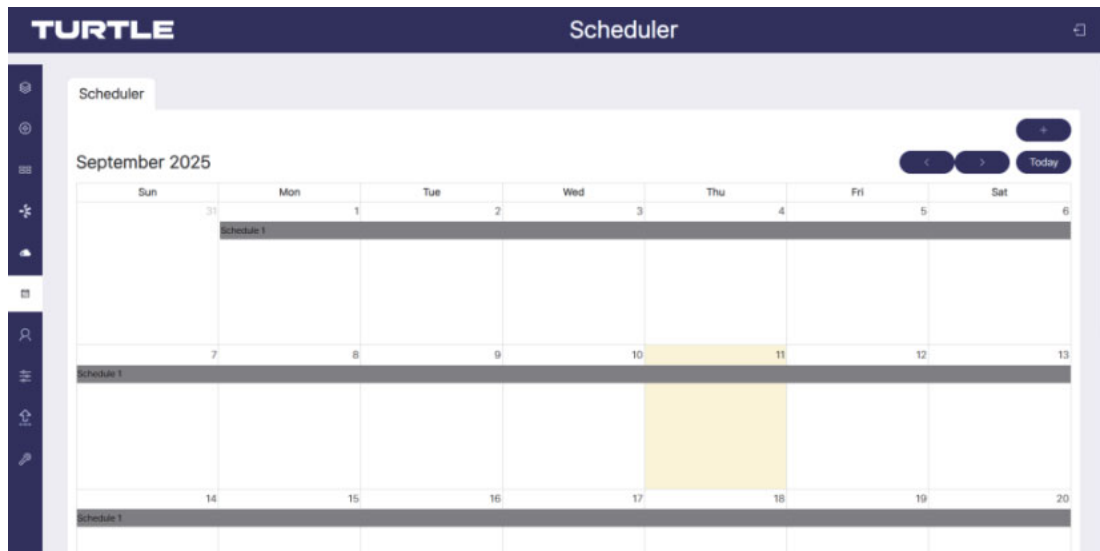 TURTLE Scheduler
Scheduler
+
September 2025 < > Today
Sun Mon Tue Wed Thu Fri Sat
31 1 2 3 4 5 6
Schedule 1
7 8 9 10 11 12 13
Schedule 1
14 15 16 17 18 19 20
Schedule 1